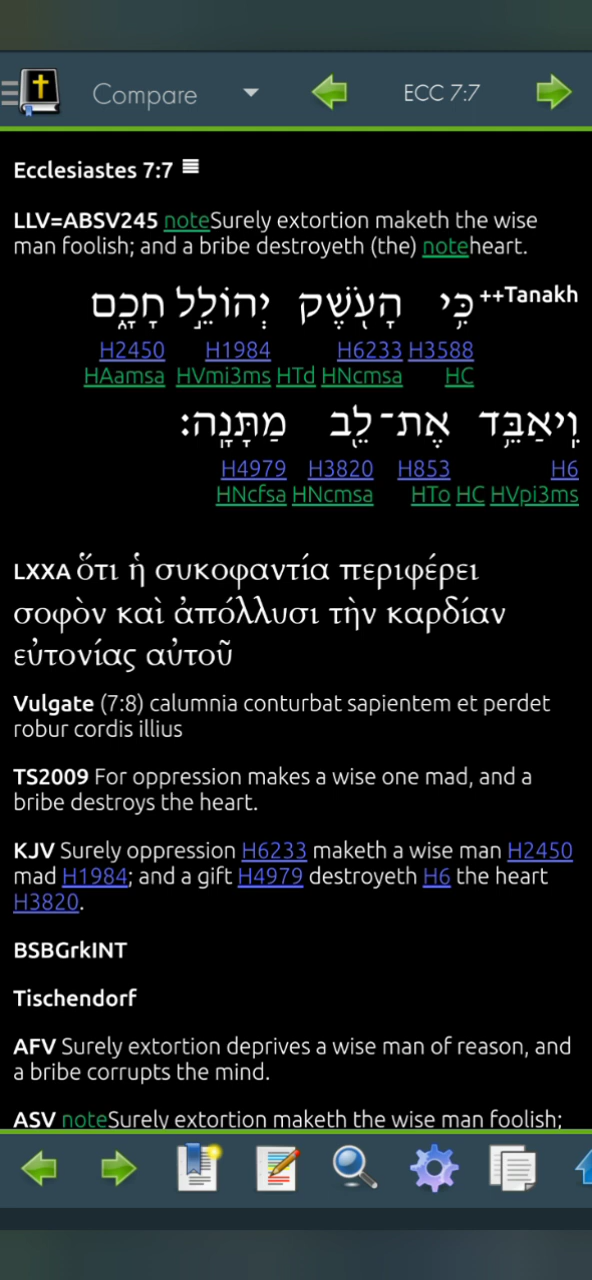 Compare
ECC 7:7
Ecclesiastes 7:7
LLV=ABSV245 noteSurely extortion maketh the wise
man foolish; and a bribe destroyeth (the) noteheart.
++Tanakh כִּ֥י הָעֹ֖שֶׁק יְהוֹלֵ֣ל חָכָ֑ם
H3588 H6233 H1984 H2450
HC HTd HNcmsa HVmi3ms HAamsa
וִֽיאַבֵּ֥ד אֶת־לֵ֖ב מַתָּנָֽה׃
H6 H853 H3820 H4979
HC HVpi3ms HTo HNcmsa HNcfsa
LXXA ὅτι ἡ συκοφαντία περιφέρει
σοφὸν καὶ ἀπόλλυσι τὴν καρδίαν
εὐτονίας αὐτοῦ
Vulgate (7:8) calumnia conturbat sapientem et perdet
robur cordis illius
TS2009 For oppression makes a wise one mad, and a
bribe destroys the heart.
KJV Surely oppression H6233 maketh a wise man H2450
mad H1984; and a gift H4979 destroyeth H6 the heart
H3820.
BSBGrkINT
Tischendorf
AFV Surely extortion deprives a wise man of reason, and
a bribe corrupts the mind.
ASV noteSurely extortion maketh the wise man foolish;